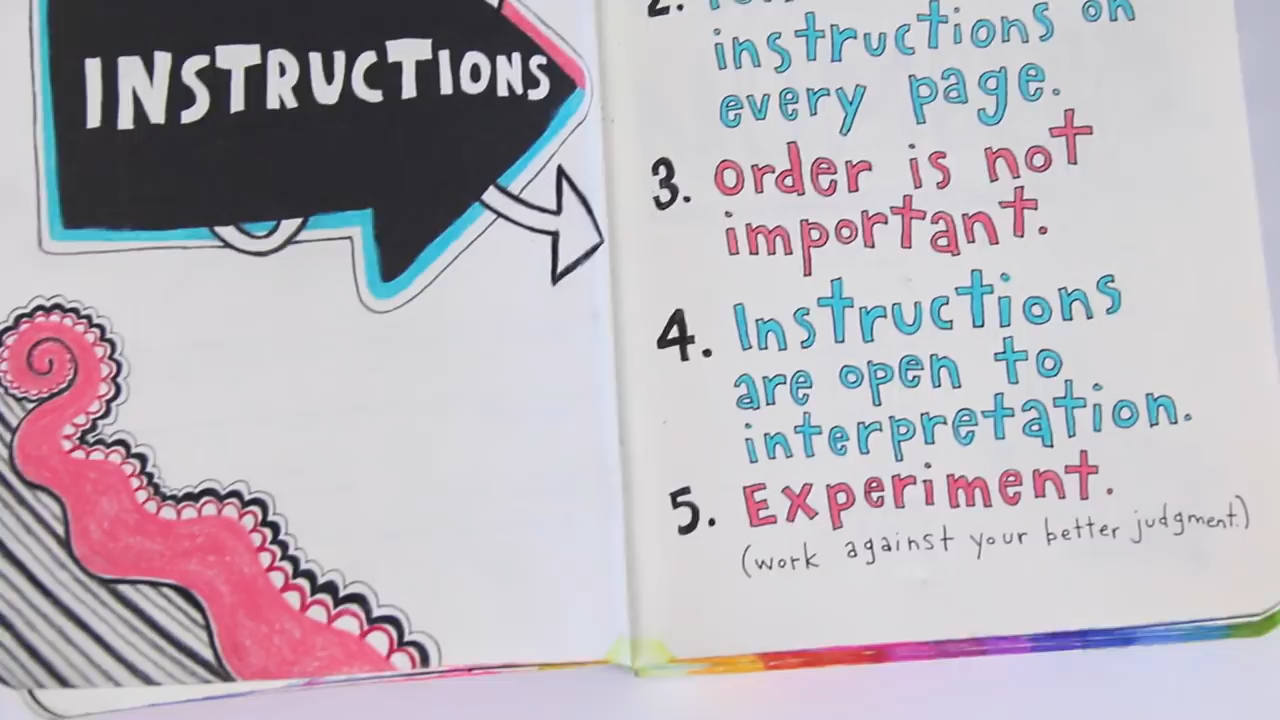 INSTRUCTIONS
2.
instructions on
every page.
3. Order is not
important.
4. Instructions
are open to
interpretation.
5. Experiment.
(work against your better judgment.)